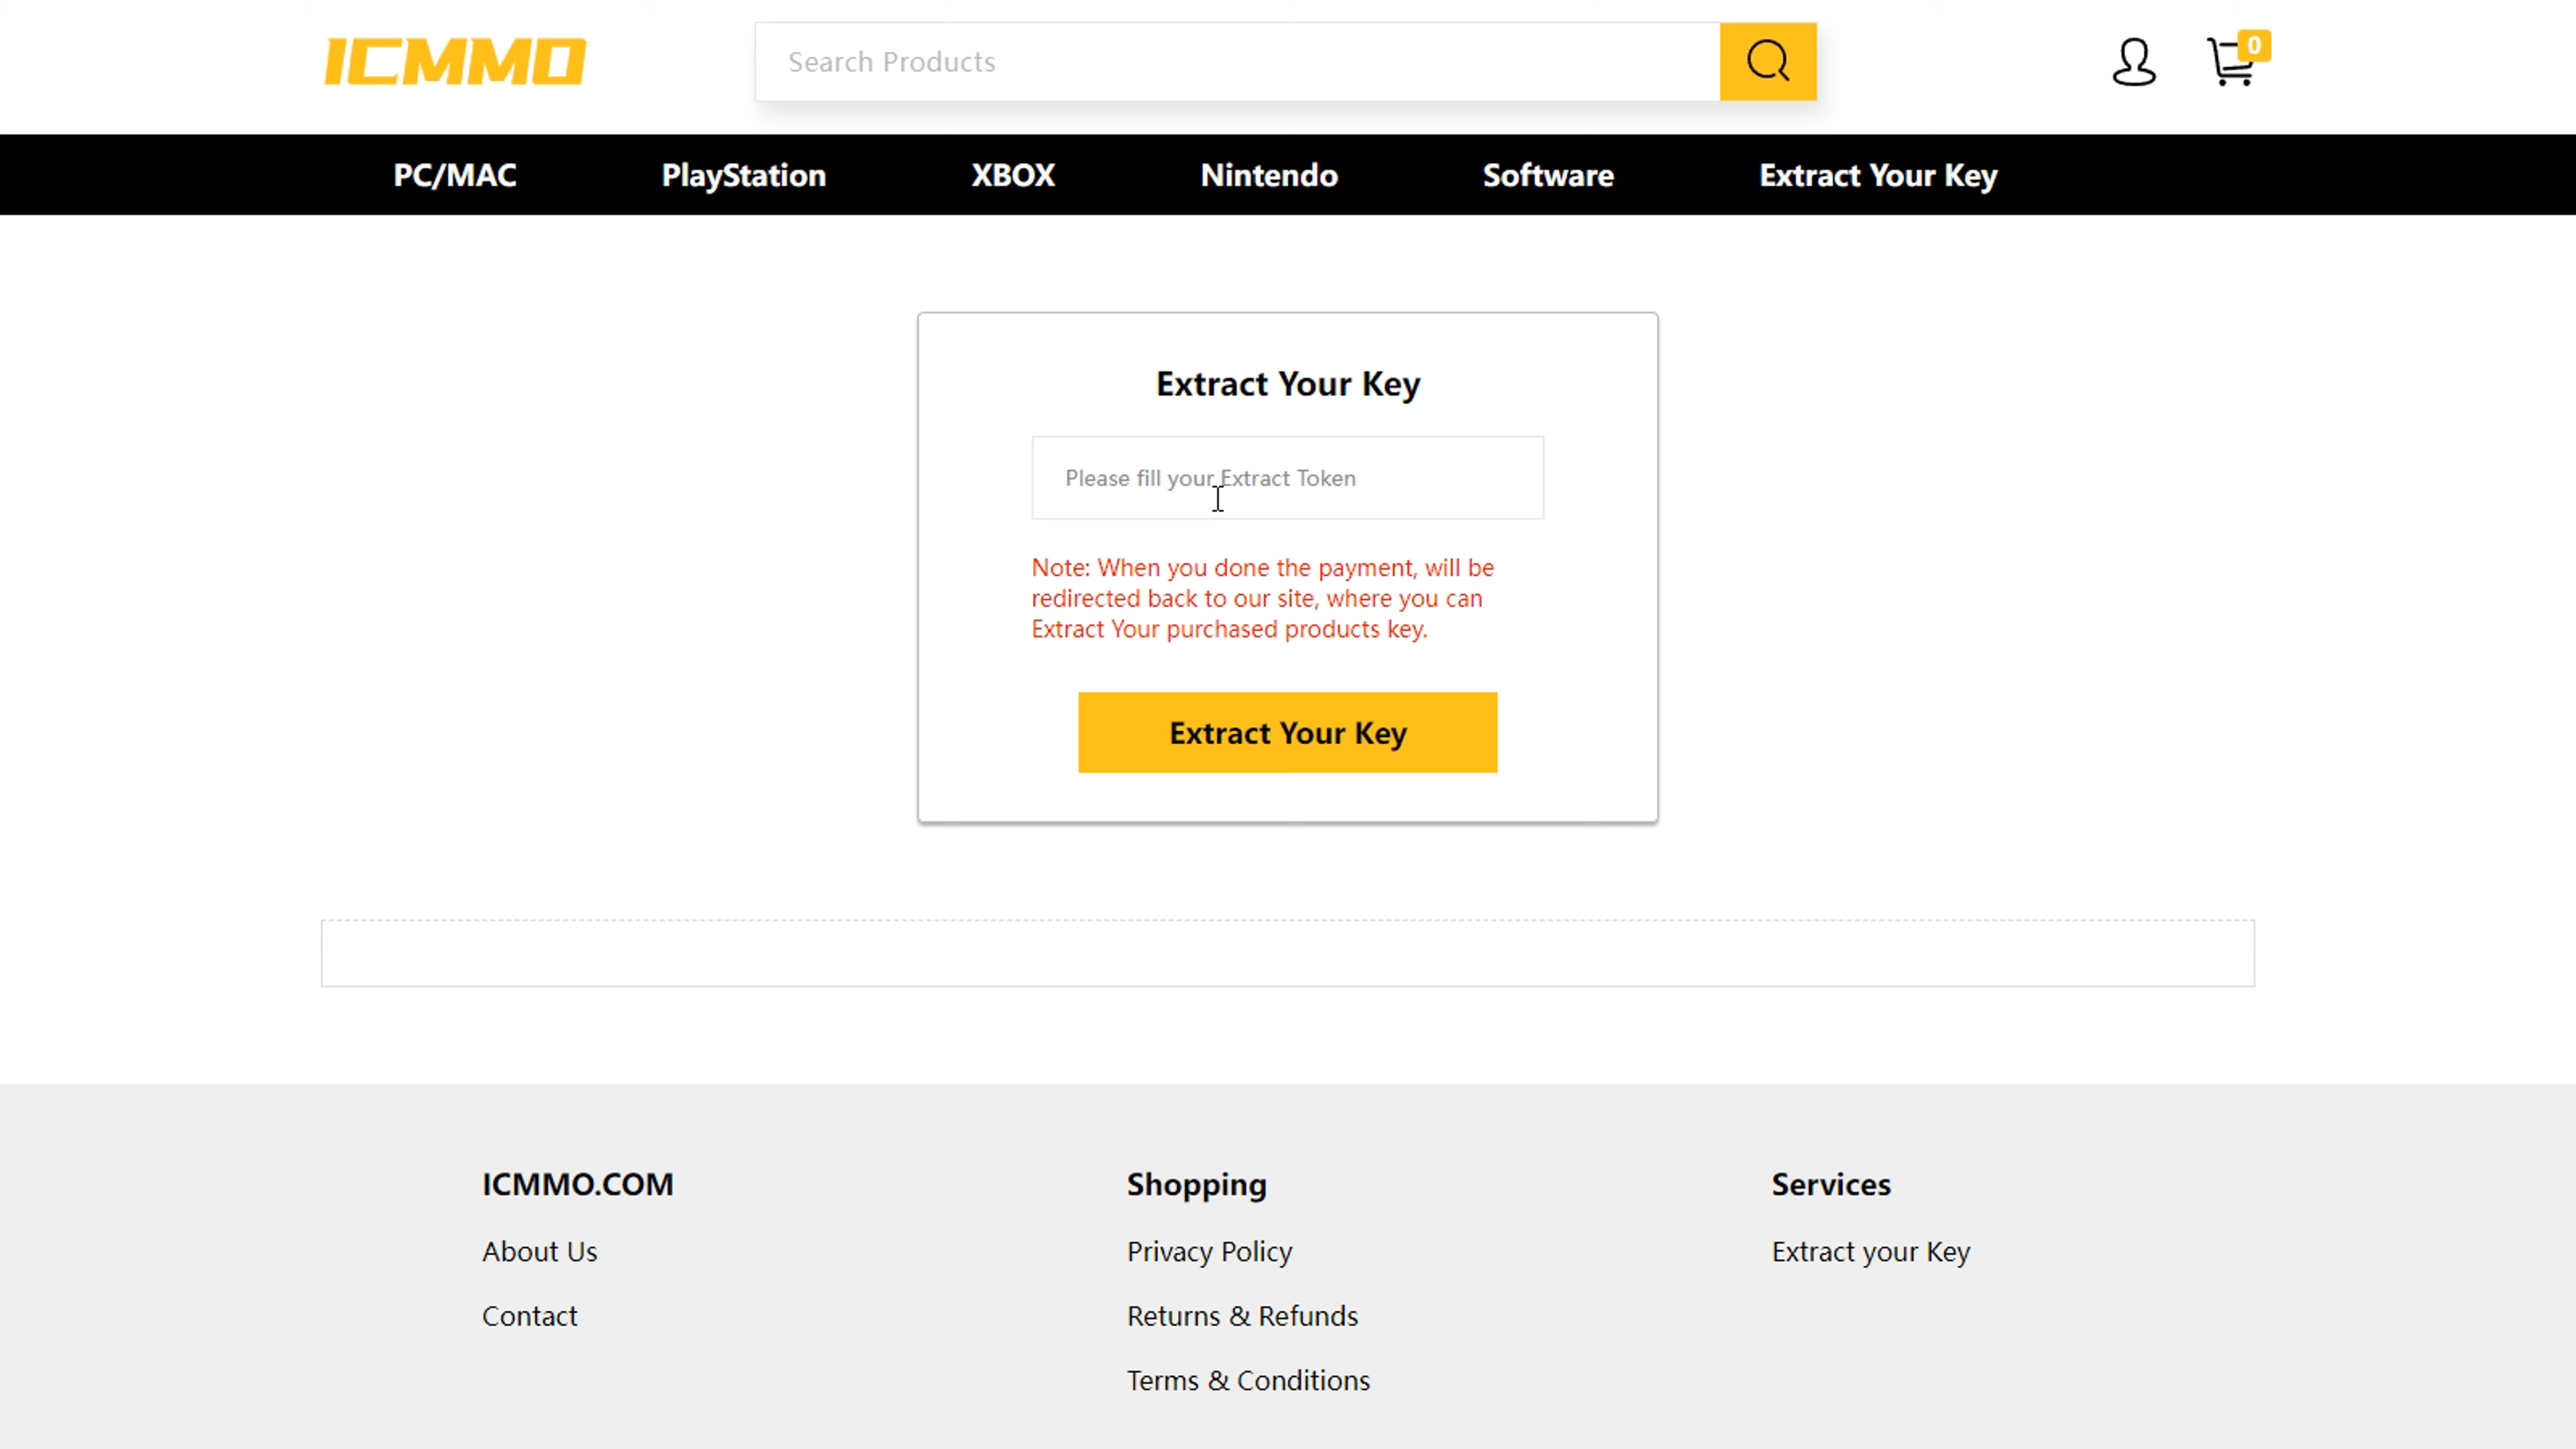 ICMMO
Search Products
0
PC/MAC
PlayStation
XBOX
Nintendo
Software
Extract Your Key
Extract Your Key
Please fill your Extract Token
Note: When you done the payment, will be
redirected back to our site, where you can
Extract Your purchased products key.
Extract Your Key
ICMMO.COM
About Us
Contact
Shopping
Privacy Policy
Returns & Refunds
Terms & Conditions
Services
Extract your Key